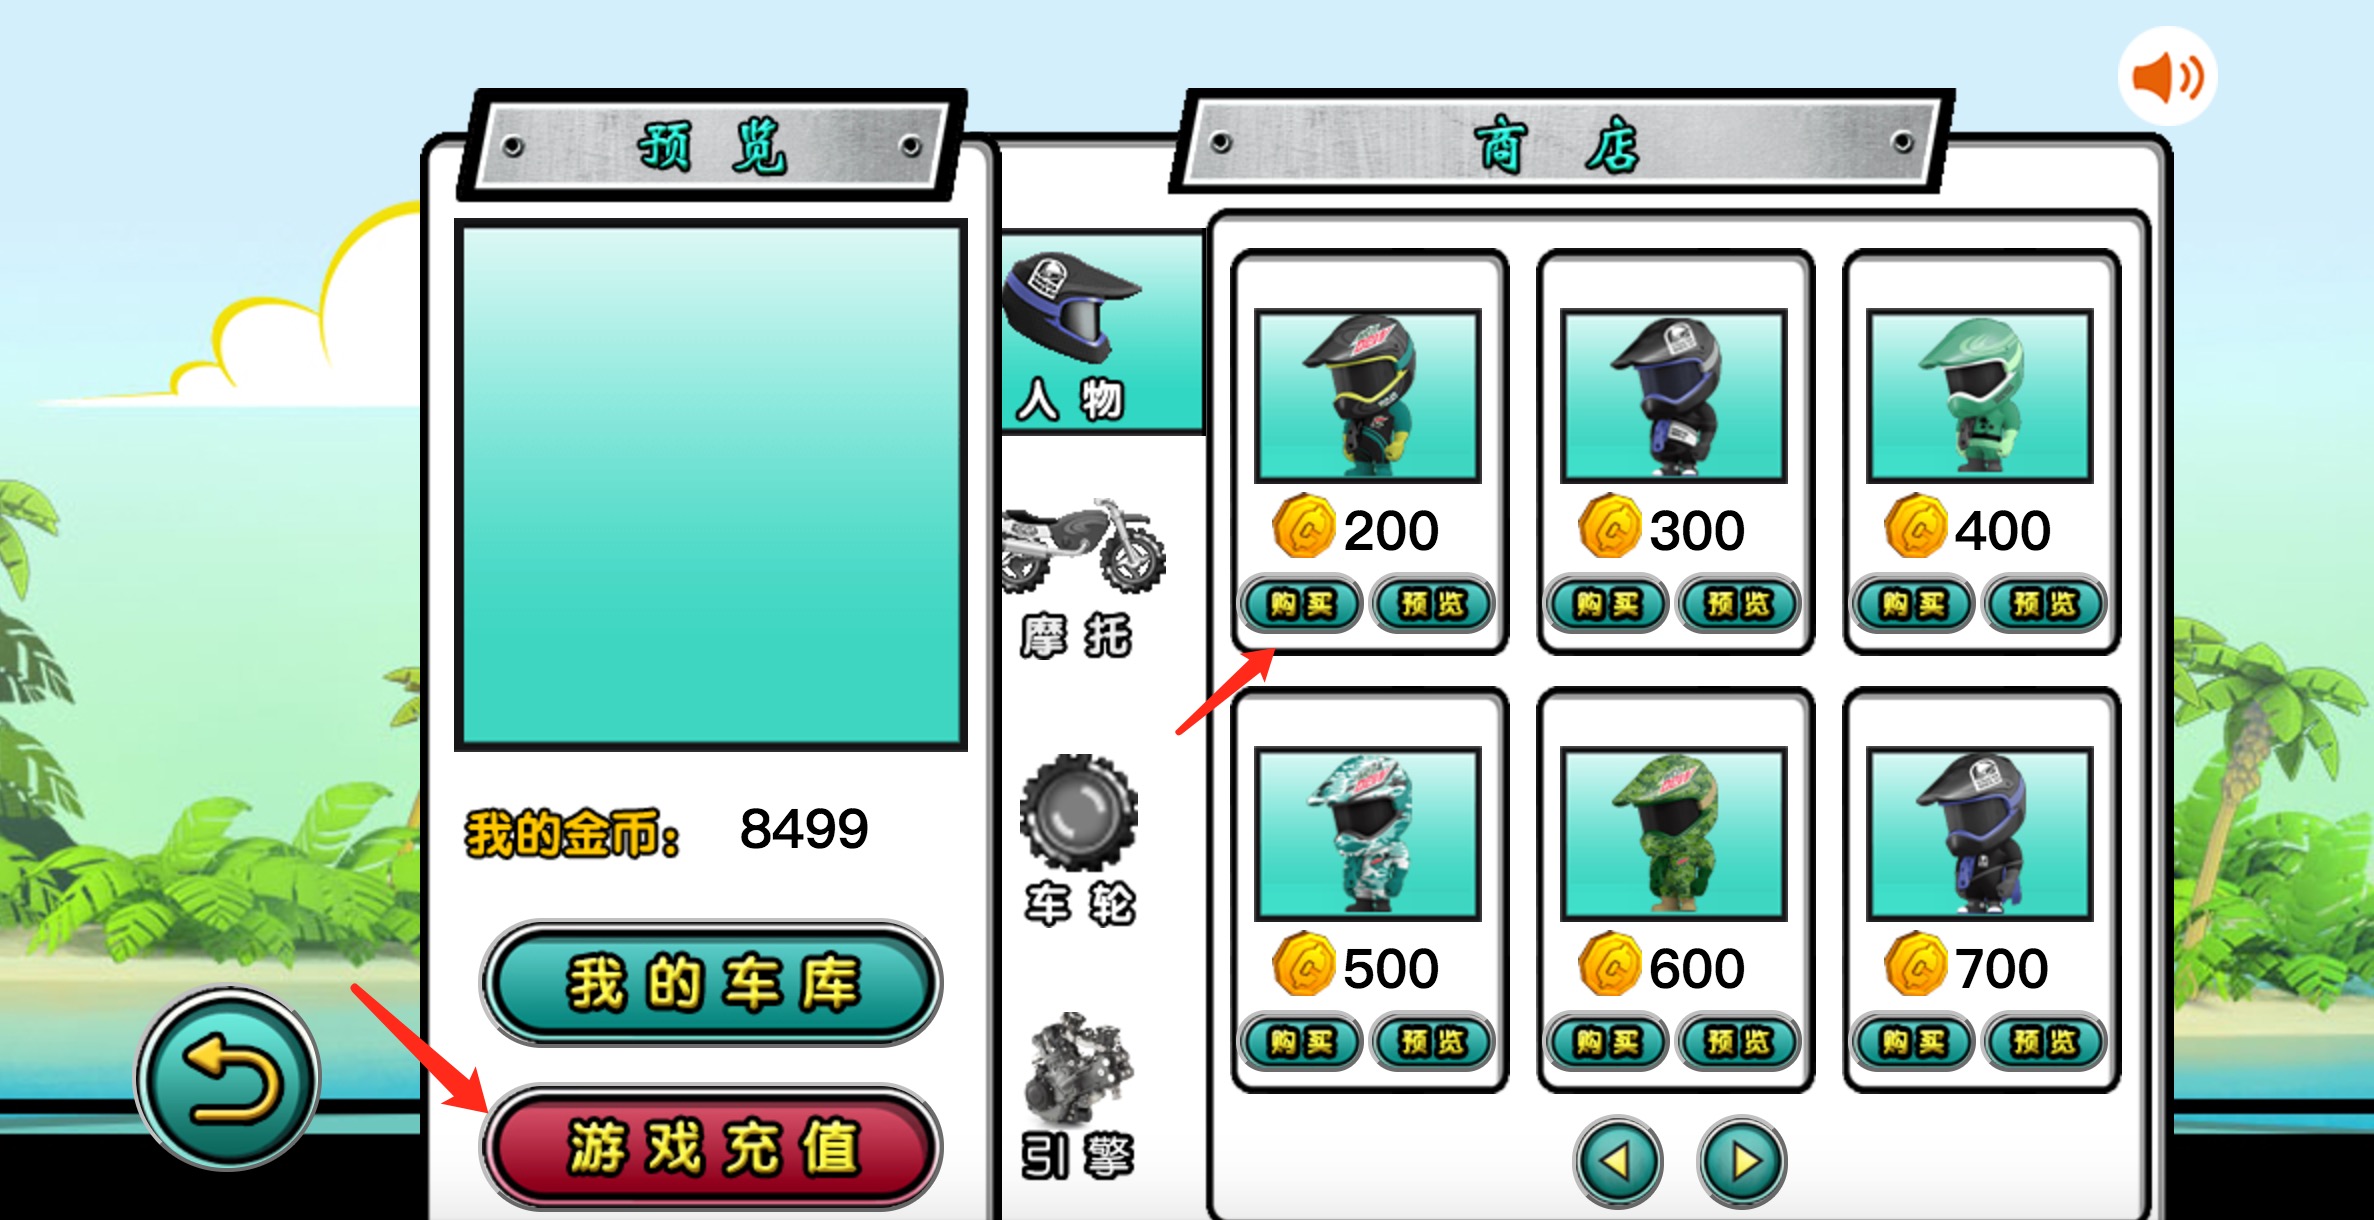 预览
商店
人物
摩托
车轮
引擎
200
300
400
购买 预览
购买 预览
购买 预览
500
600
700
购买 预览
购买 预览
购买 预览
我的金币: 8499
我的车库
游戏充值